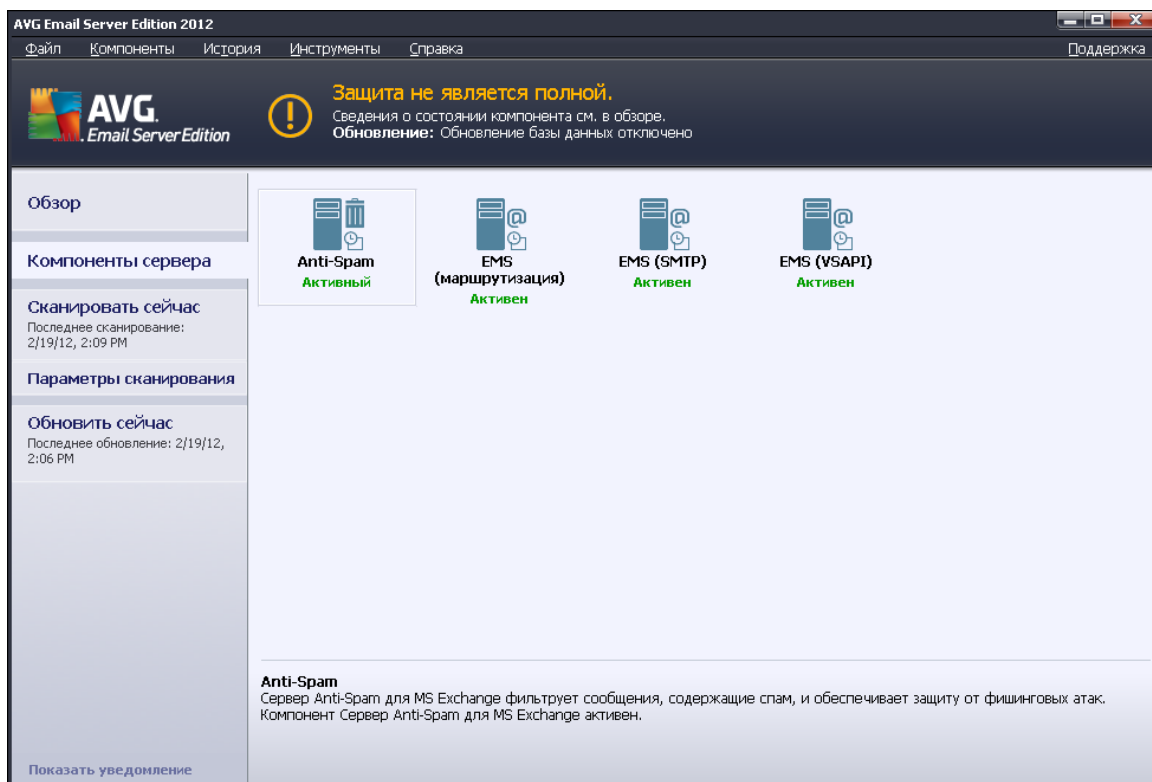 AVG Email Server Edition 2012
Файл Компоненты История Инструменты Справка Поддержка
AVG.
Email Server Edition
Защита не является полной.
Сведения о состоянии компонента см. в обзоре.
Обновление: Обновление базы данных отключено
Обзор
Компоненты сервера
Сканировать сейчас
Последнее сканирование:
2/19/12, 2:09 PM
Параметры сканирования
Обновить сейчас
Последнее обновление: 2/19/12,
2:06 PM
Показать уведомление
Anti-Spam
Активный
EMS
(маршрутизация)
Активен
EMS (SMTP)
Активен
EMS (VSAPI)
Активен
Anti-Spam
Сервер Anti-Spam для MS Exchange фильтрует сообщения, содержащие спам, и обеспечивает защиту от фишинговых атак.
Компонент Сервер Anti-Spam для MS Exchange активен.